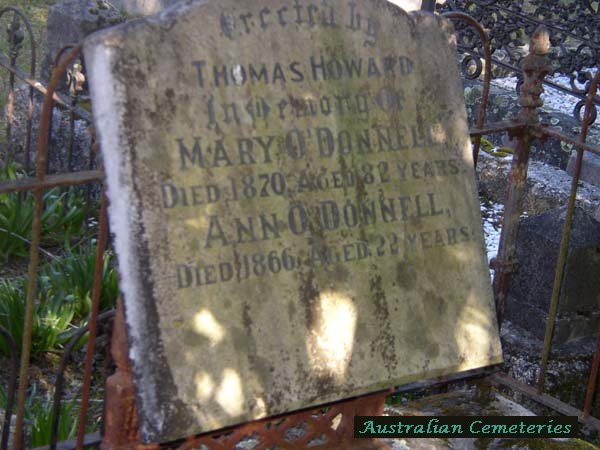 Erected by
THOMAS HOWARD
In Memory Of
MARY O'DONNELL
DIED 1870, AGED 82 YEARS.
ANN O'DONNELL,
DIED 1866, AGED 22 YEARS.
Australian Cemeteries